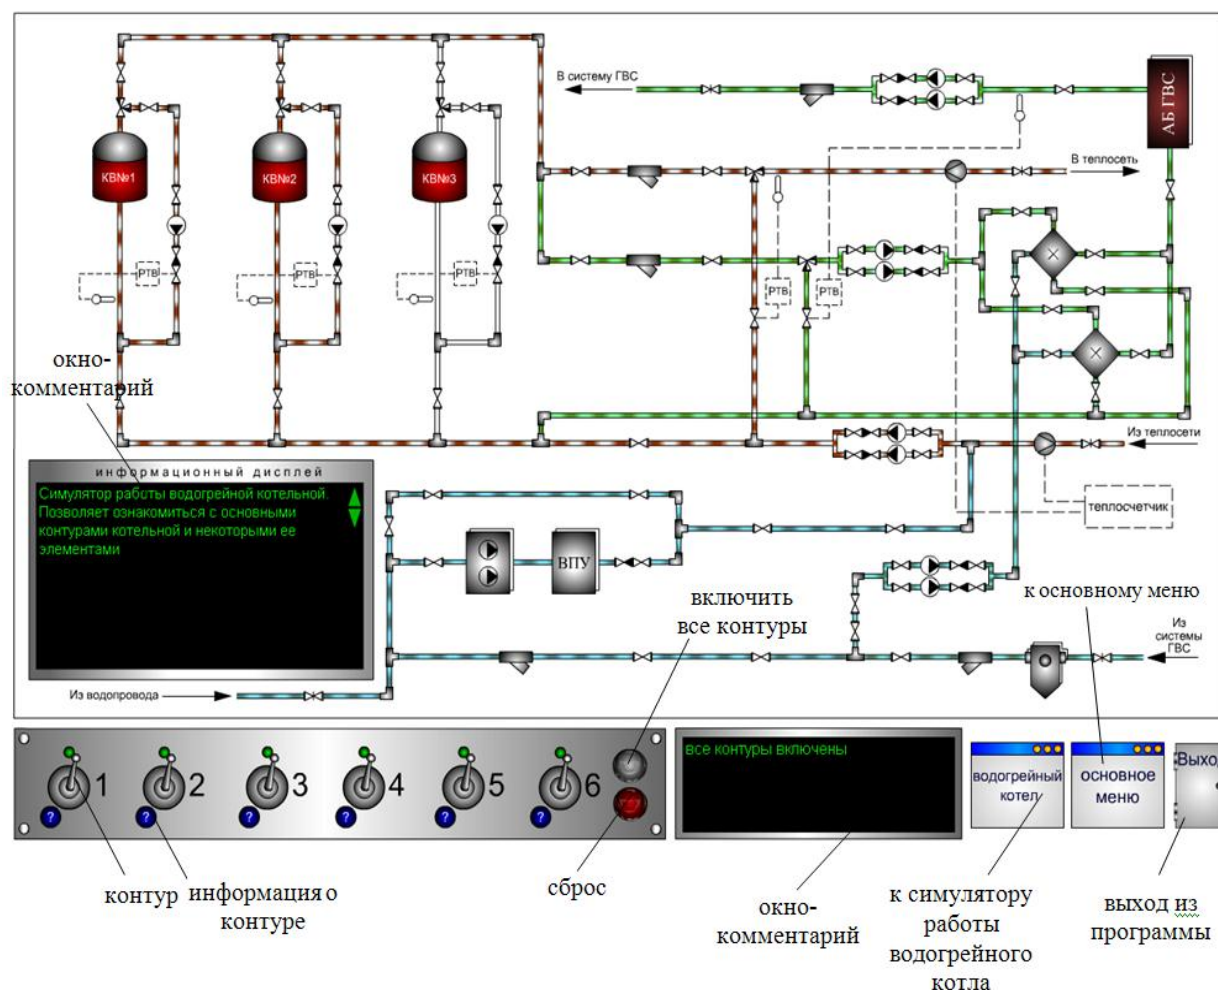 В систему ГВС
АБ ГВС
КВ№1
КВ№2
КВ№3
В теплосеть
РТВ
РТВ
РТВ
РТВ
РТВ
окно-
комментарий
Из теплосети
информационный дисплей
Симулятор работы водогрейной котельной.
Позволяет ознакомиться с основными
контурами котельной и некоторыми ее
элементами
теплосчетчик
ВПУ
включить
все контуры
к основному меню
Из
системы
ГВС
Из водопровода
1
2
3
4
5
6
?
?
?
?
?
?
все контуры включены
водогрейный
котел
основное
меню
Выход
контур
информация о
контуре
сброс
окно-
комментарий
к симулятору
работы
водогрейного
котла
выход из
программы